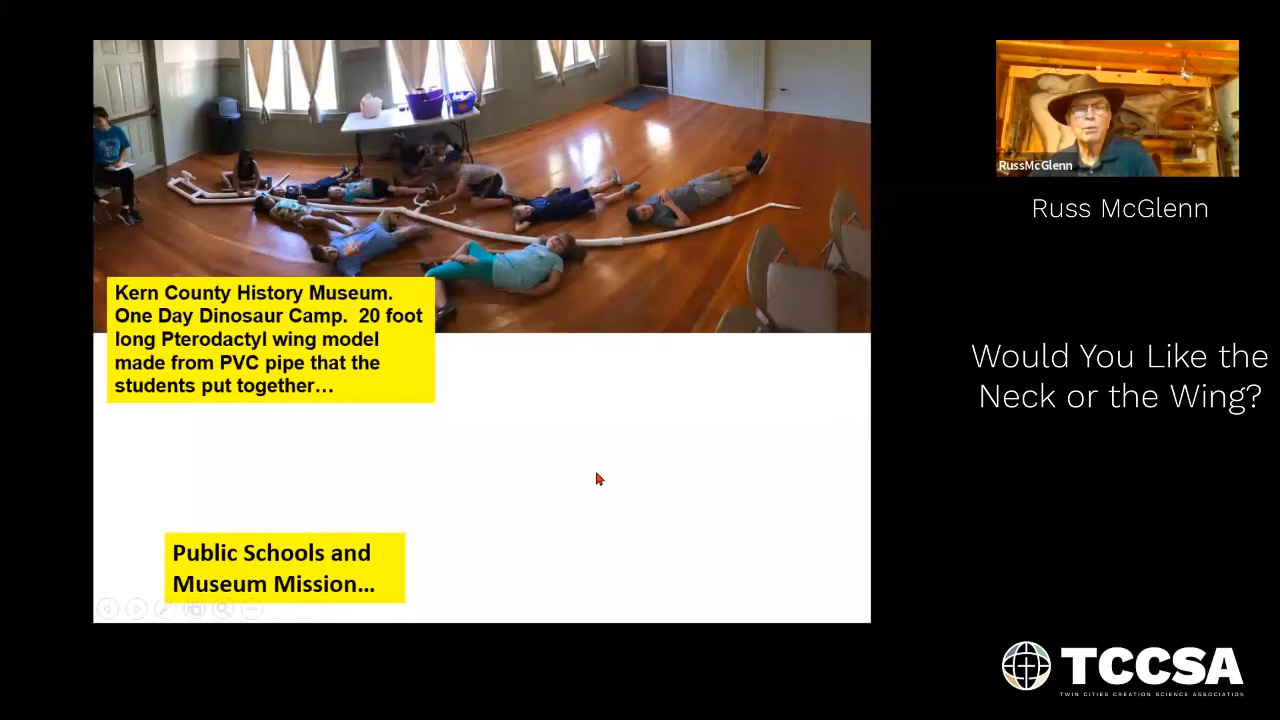 Kern County History Museum.
One Day Dinosaur Camp.  20 foot
long Pterodactyl wing model
made from PVC pipe that the
students put together…
Public Schools and
Museum Mission…
RussMcGlenn
Russ McGlenn
Would You Like the
Neck or the Wing?
TCCSA
TWIN CITIES CREATION SCIENCE ASSOCIATION